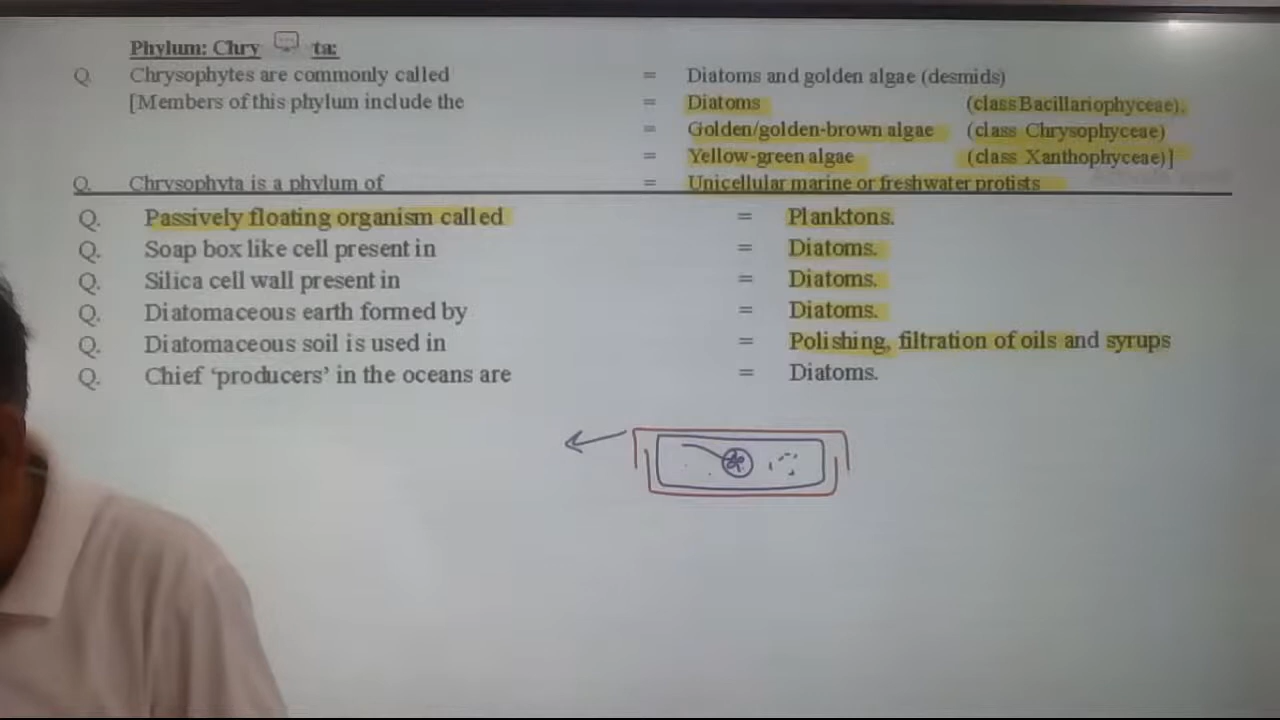 Phylum: Chry ta:
Q. Chrysophytes are commonly called = Diatoms and golden algae (desmids)
[Members of this phylum include the = Diatoms (class Bacillariophyceae),
= Golden/golden-brown algae (class Chrysophyceae)
= Yellow-green algae (class Xanthophyceae)]
Q. Chrysophyta is a phylum of = Unicellular marine or freshwater protists
Q. Passively floating organism called = Planktons.
Q. Soap box like cell present in = Diatoms.
Q. Silica cell wall present in = Diatoms.
Q. Diatomaceous earth formed by = Diatoms.
Q. Diatomaceous soil is used in = Polishing, filtration of oils and syrups
Q. Chief ‘producers’ in the oceans are = Diatoms.